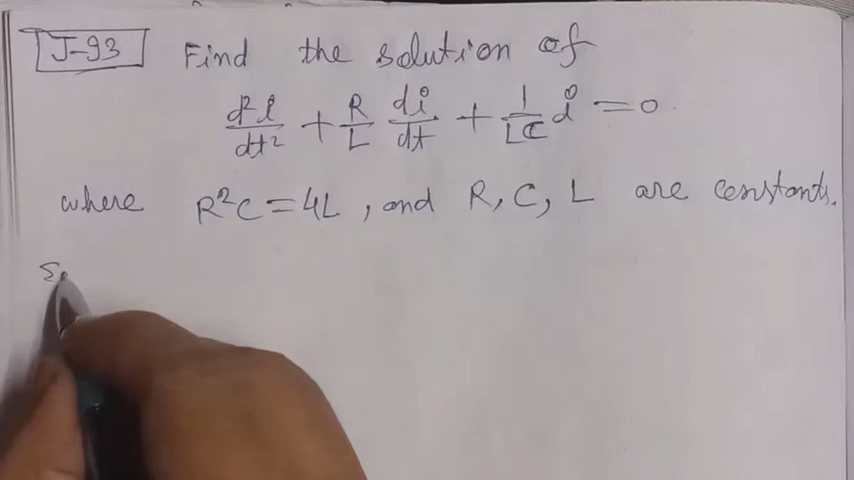 J-93 Find the solution of
d²i/dt² + R/L di/dt + 1/LC i = 0.
where R²C = 4L, and R, C, L are constants.